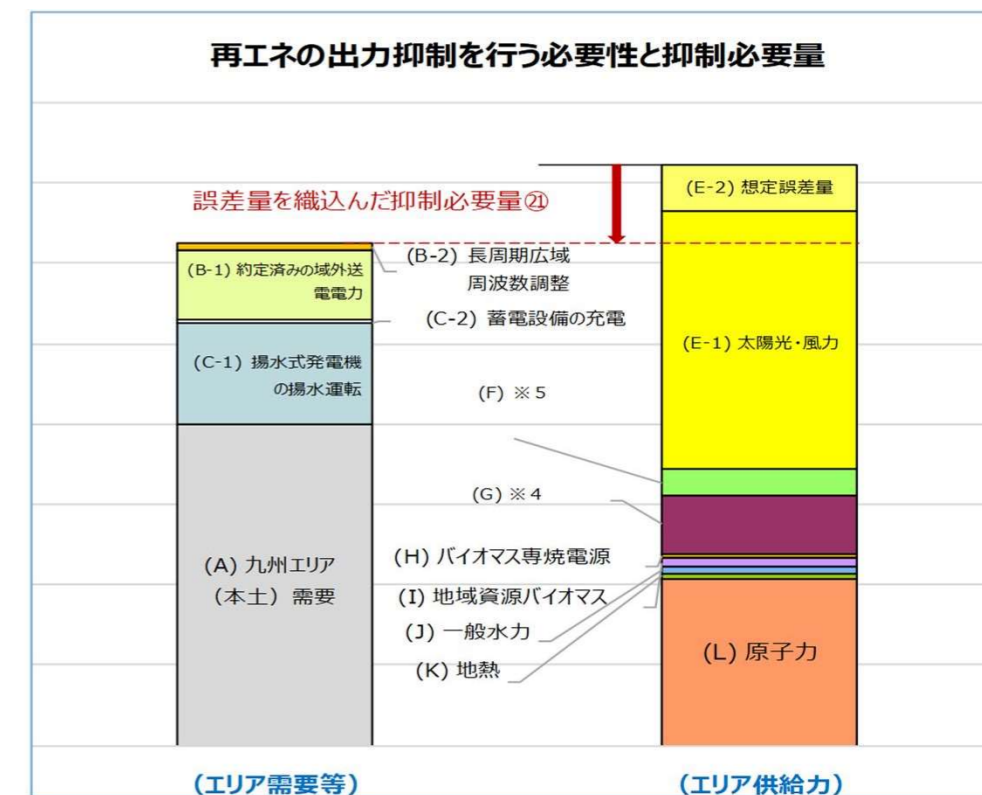 再エネの出力抑制を行う必要性と抑制必要量
誤差量を織込んだ抑制必要量㉑
(B-1) 約定済みの域外送
電電力
(C-1) 揚水式発電機
の揚水運転
(A) 九州エリア
(本土)需要
(B-2) 長周期広域
周波数調整
(C-2) 蓄電設備の充電
(F) ※5
(G) ※4
(H) バイオマス専焼電源
(I) 地域資源バイオマス
(J) 一般水力
(K) 地熱
(E-2) 想定誤差量
(E-1) 太陽光・風力
(L) 原子力
(エリア需要等)
(エリア供給力)